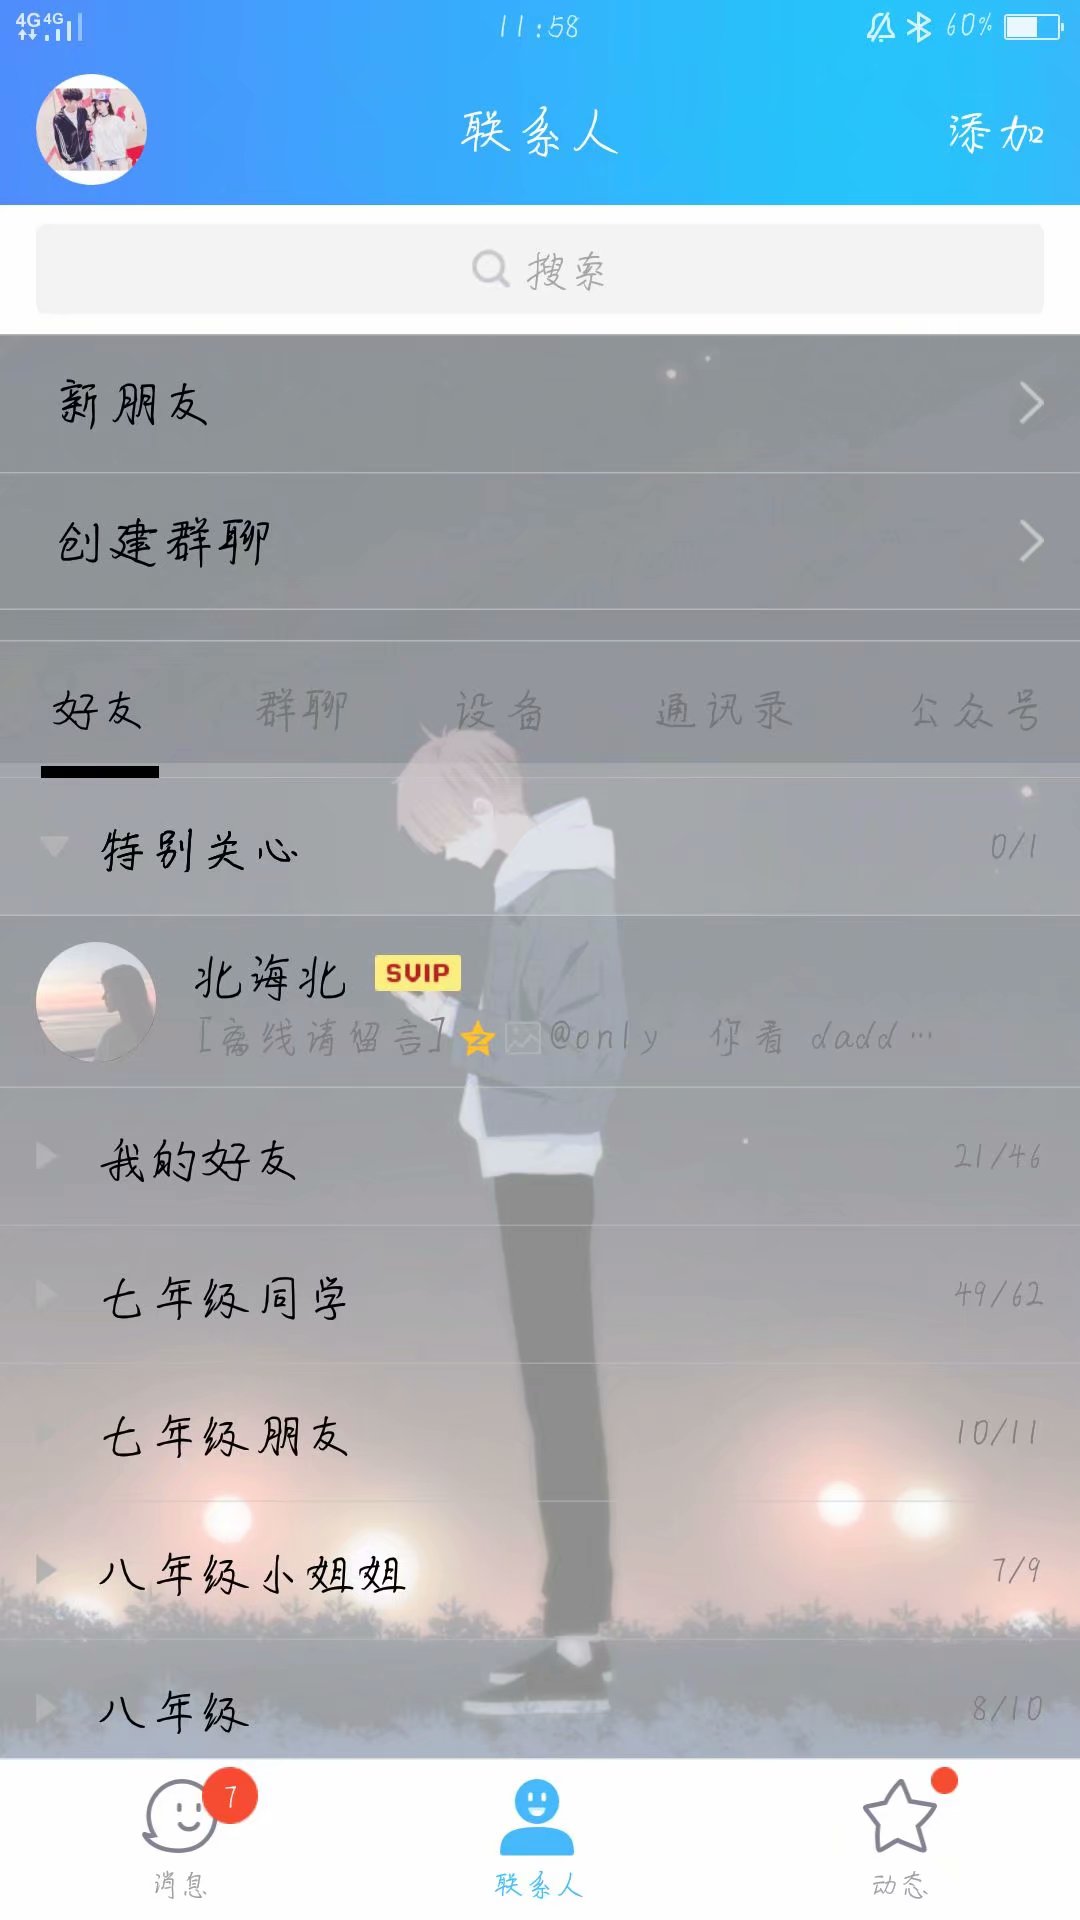 4G 4G 11:58 60%
联系人 添加
搜索
新朋友
创建群聊
好友 群聊 设备 通讯录 公众号
特别关心 0/1
北海北 SVIP
[离线请留言] @only 你看 dadd…
我的好友 21/46
七年级同学 49/62
七年级朋友 10/11
八年级小姐姐 7/9
八年级 8/10
7
消息 联系人 动态